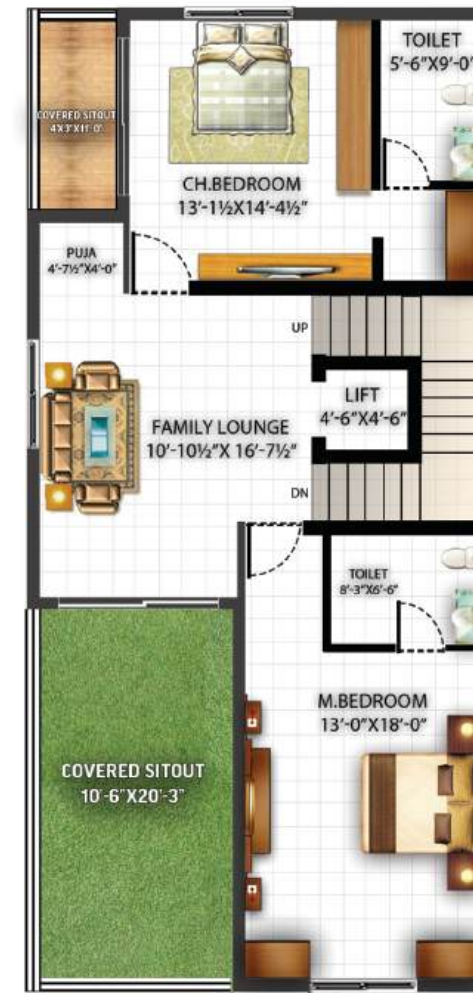 TOILET
5'-6"X9'-0"
COVERED SITOUT
4X3"X11'-0"
CH.BEDROOM
13'-1½X14'-4½"
PUJA
4'-7½"X4'-0"
UP
LIFT
4'-6"X4'-6"
FAMILY LOUNGE
10'-10½"X 16'-7½"
DN
TOILET
8'-3"X6'-6"
M.BEDROOM
13'-0"X18'-0"
COVERED SITOUT
10'-6"X20'-3"